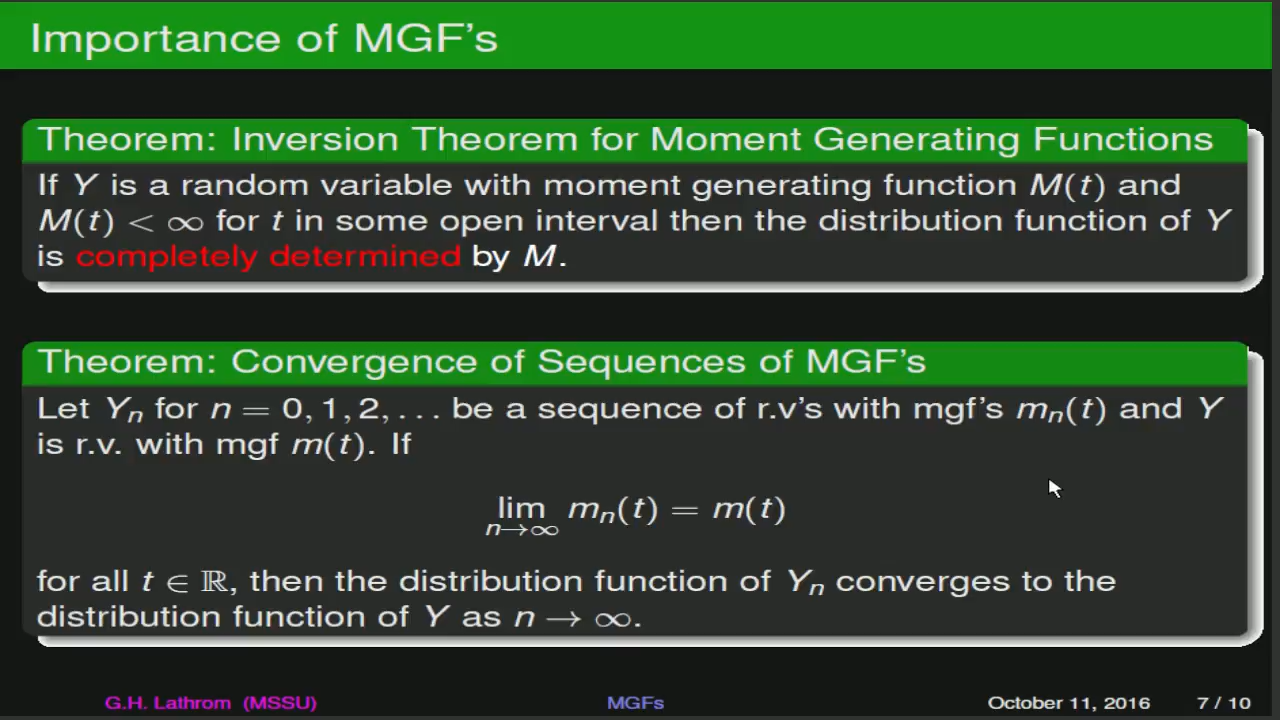 Importance of MGF's
Theorem: Inversion Theorem for Moment Generating Functions
If Y is a random variable with moment generating function M(t) and
M(t) < ∞ for t in some open interval then the distribution function of Y
is completely determined by M.
Theorem: Convergence of Sequences of MGF's
Let Yₙ for n = 0, 1, 2, . . . be a sequence of r.v's with mgf's mₙ(t) and Y
is r.v. with mgf m(t). If
lim mₙ(t) = m(t)
n→∞
for all t ∈ ℝ, then the distribution function of Yₙ converges to the
distribution function of Y as n → ∞.
G.H. Lathrom (MSSU) MGFs October 11, 2016 7 / 10